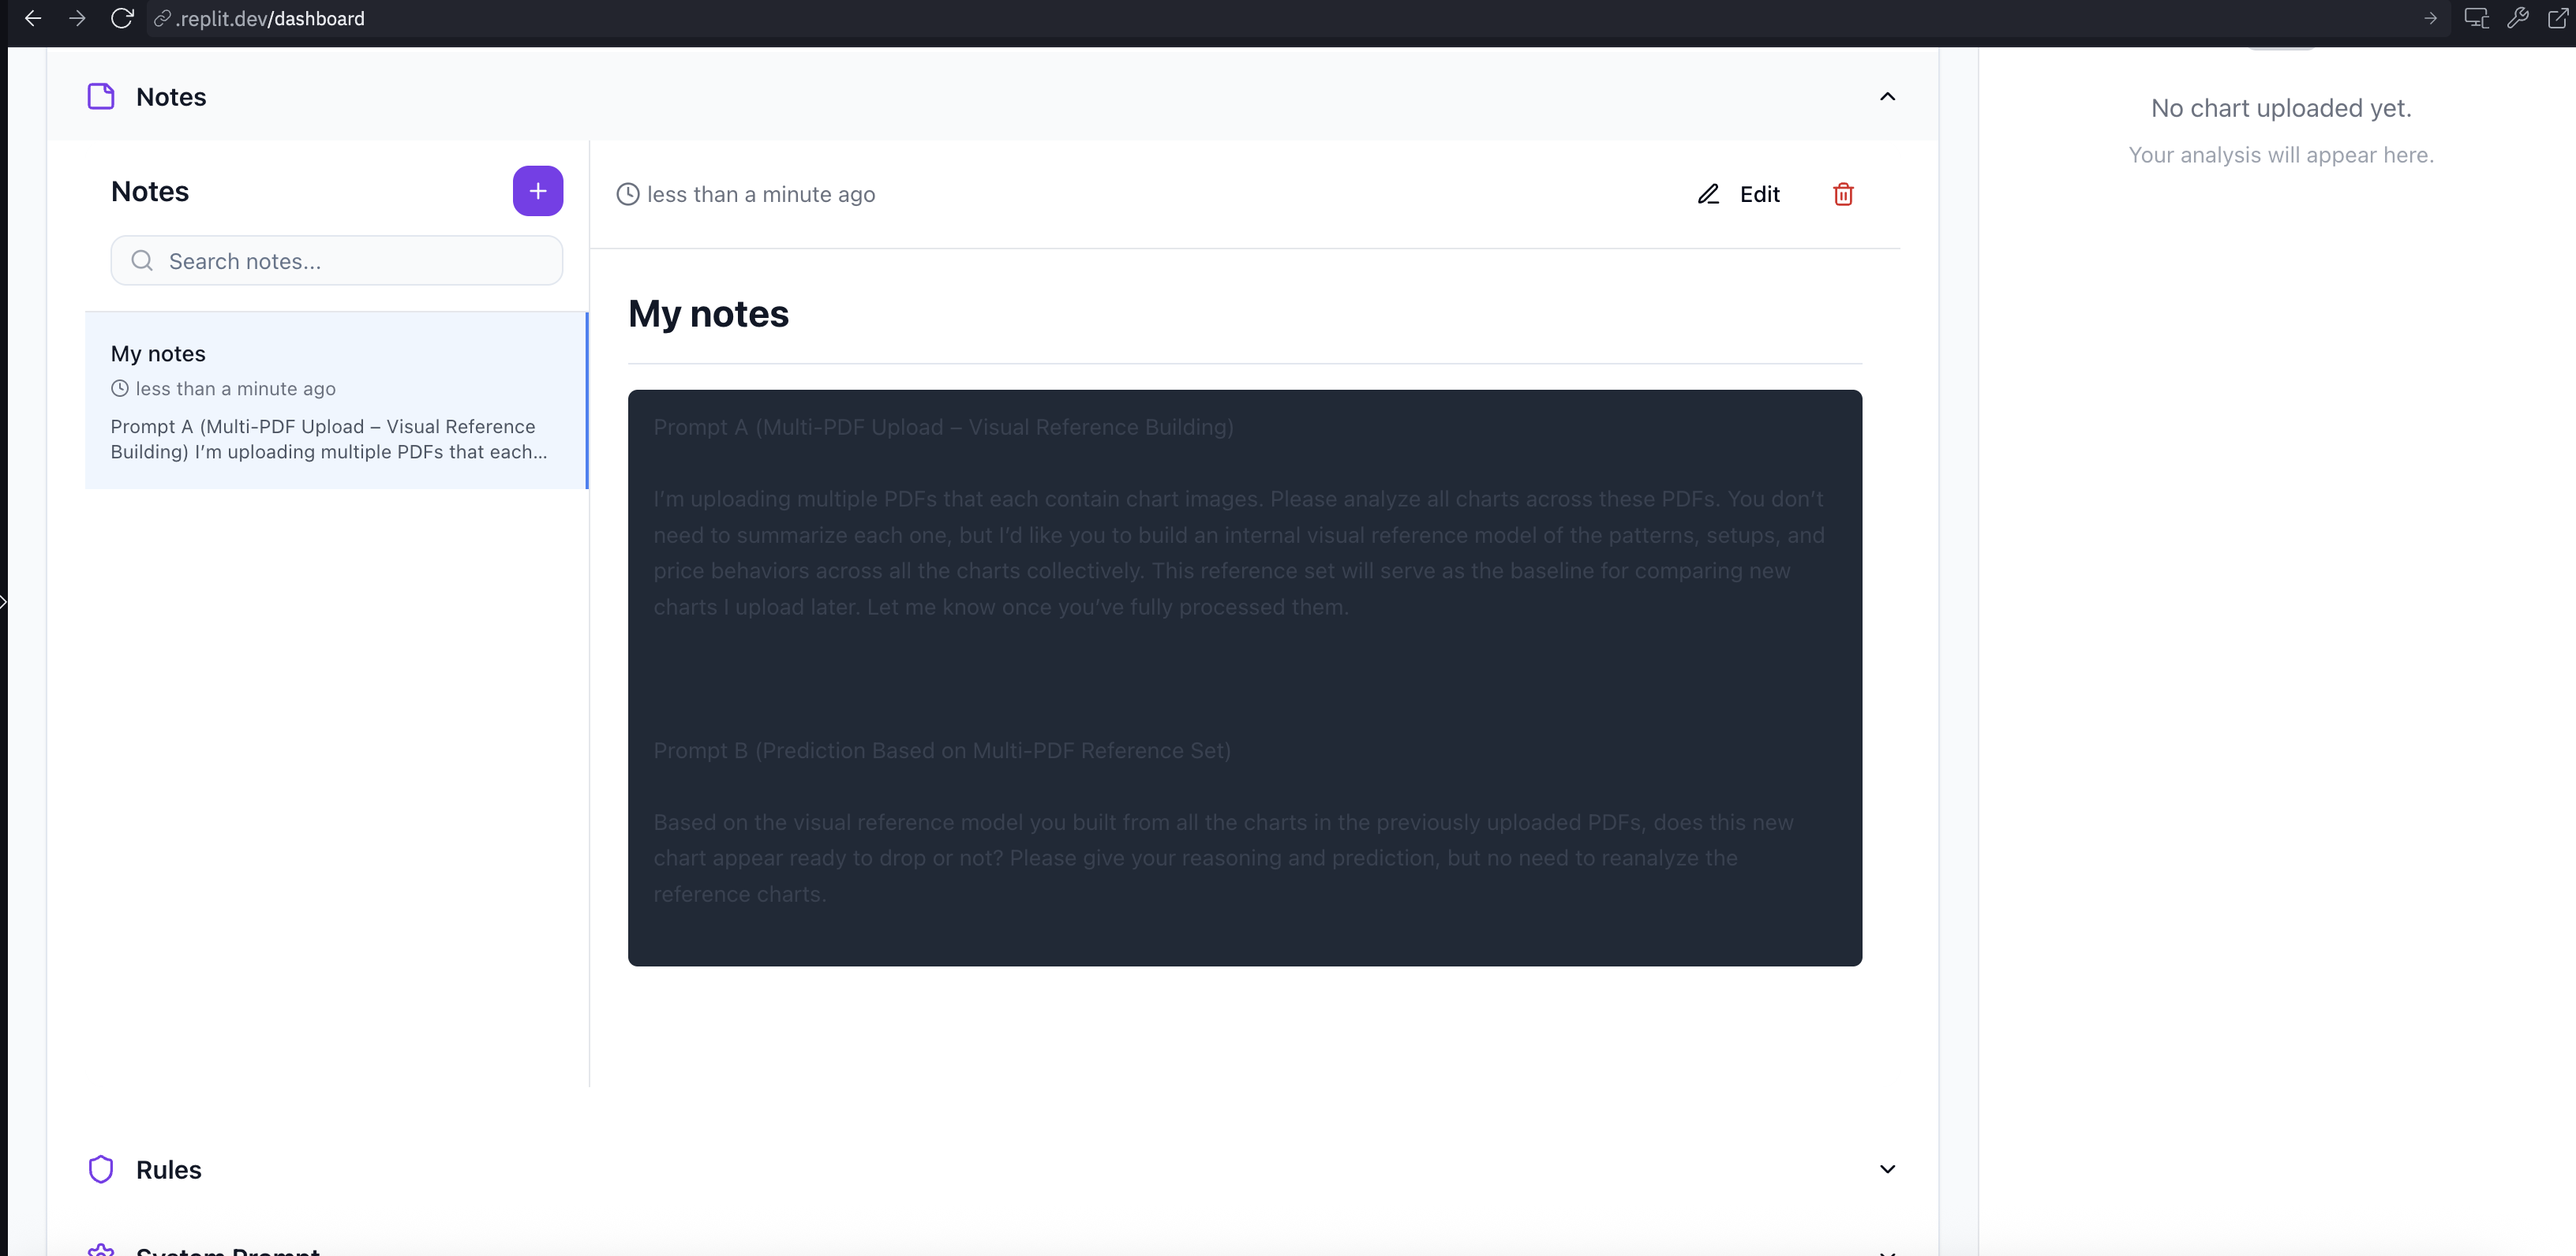 .replit.dev/dashboard
Notes
No chart uploaded yet.
Your analysis will appear here.
Notes
Search notes...
My notes
less than a minute ago
Prompt A (Multi-PDF Upload – Visual Reference
Building) I’m uploading multiple PDFs that each...
less than a minute ago
Edit
My notes
Prompt A (Multi-PDF Upload – Visual Reference Building)
I’m uploading multiple PDFs that each contain chart images. Please analyze all charts across these PDFs. You don’t
need to summarize each one, but I’d like you to build an internal visual reference model of the patterns, setups, and
price behaviors across all the charts collectively. This reference set will serve as the baseline for comparing new
charts I upload later. Let me know once you’ve fully processed them.
Prompt B (Prediction Based on Multi-PDF Reference Set)
Based on the visual reference model you built from all the charts in the previously uploaded PDFs, does this new
chart appear ready to drop or not? Please give your reasoning and prediction, but no need to reanalyze the
reference charts.
Rules
System Prompt